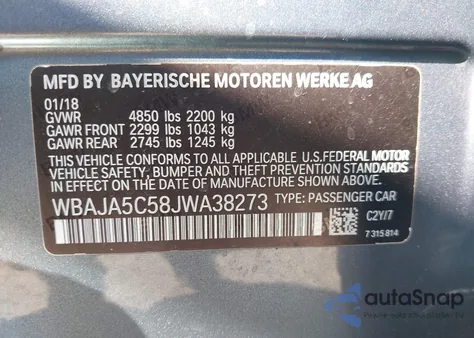 MFD BY BAYERISCHE MOTOREN WERKE AG
01/18
GVWR 4850 lbs 2200 kg
GAWR FRONT 2299 lbs 1043 kg
GAWR REAR 2745 lbs 1245 kg
THIS VEHICLE CONFORMS TO ALL APPLICABLE U.S.FEDERAL MOTOR
VEHICLE SAFETY, BUMPER, AND THEFT PREVENTION STANDARDS
IN EFFECT ON THE DATE OF MANUFACTURE SHOWN ABOVE.
WBAJA5C58JWA38273 TYPE: PASSENGER CAR
C2Y/7
7315814
autaSnap